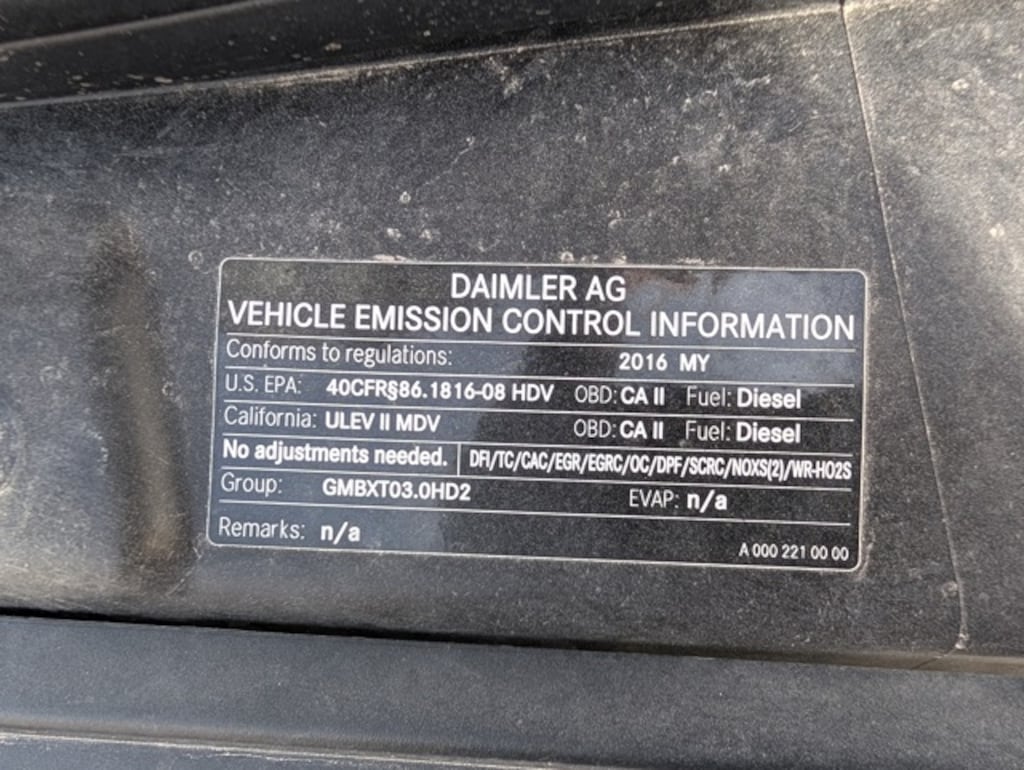 DAIMLER AG
VEHICLE EMISSION CONTROL INFORMATION
Conforms to regulations: 2016 MY
U.S. EPA: 40CFR§86.1816-08 HDV OBD: CA II Fuel: Diesel
California: ULEV II MDV OBD: CA II Fuel: Diesel
No adjustments needed. DFI/TC/CAC/EGR/EGRC/OC/DPF/SCRC/NOXS(2)/WR-HO2S
Group: GMBXT03.0HD2 EVAP: n/a
Remarks: n/a
A 000 221 00 00